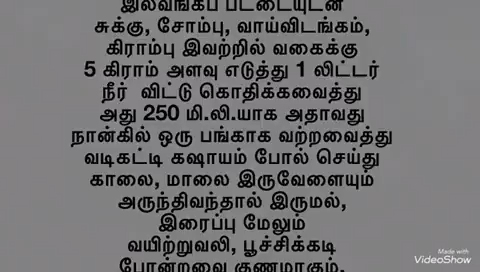 இலவங்கப் பட்டையுடன்
சுக்கு, சோம்பு, வாய்விடங்கம்,
கிராம்பு இவற்றில் வகைக்கு
5 கிராம் அளவு எடுத்து 1 லிட்டர்
நீர் விட்டு கொதிக்கவைத்து
அது 250 மி.லி.யாக அதாவது
நான்கில் ஒரு பங்காக வற்றவைத்து
வடிகட்டி கஷாயம் போல் செய்து
காலை, மாலை இருவேளையும்
அருந்திவந்தால் இருமல்,
இரைப்பு மேலும்
வயிற்றுவலி, பூச்சிக்கடி
போன்றவை குணமாகும்.
Made with
VideoShow